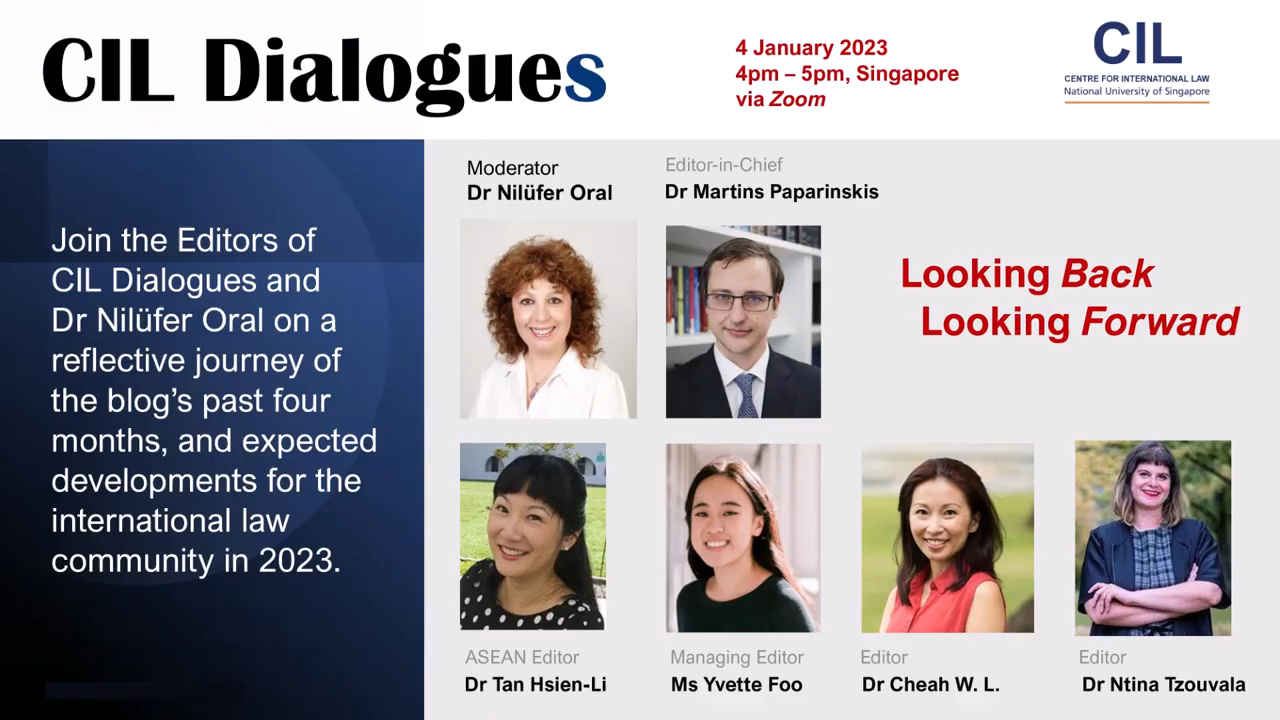 CIL Dialogues
4 January 2023
4pm – 5pm, Singapore
via Zoom
CIL
CENTRE FOR INTERNATIONAL LAW
National University of Singapore
Join the Editors of
CIL Dialogues and
Dr Nilüfer Oral on a
reflective journey of
the blog’s past four
months, and expected
developments for the
international law
community in 2023.
Moderator
Dr Nilüfer Oral
Editor-in-Chief
Dr Martins Paparinskis
Looking Back
Looking Forward
ASEAN Editor
Dr Tan Hsien-Li
Managing Editor
Ms Yvette Foo
Editor
Dr Cheah W. L.
Editor
Dr Ntina Tzouvala